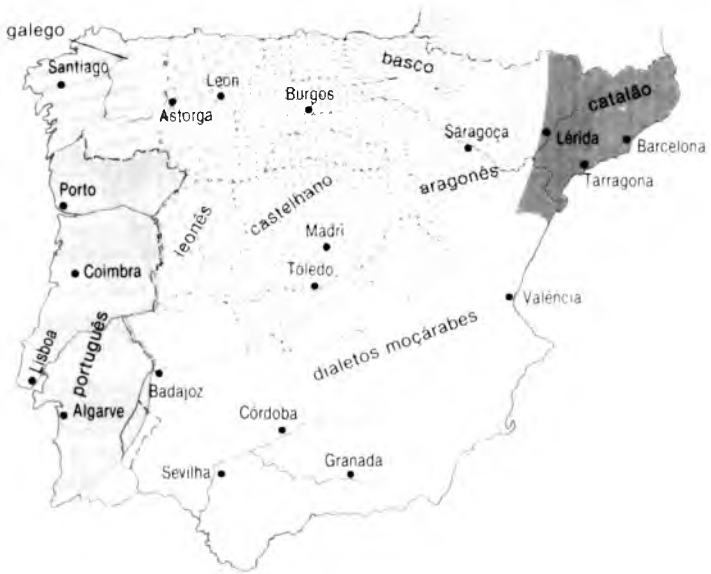 galego
Santiago
Astorga
Leon
Burgos
basco
Saragoça
catalão
Lérida
Barcelona
Tarragona
aragonês
Porto
leonês
castelhano
Madri
Toledo
Coimbra
Valência
Lisboa
português
dialetos moçárabes
Badajoz
Algarve
Córdoba
Sevilha
Granada